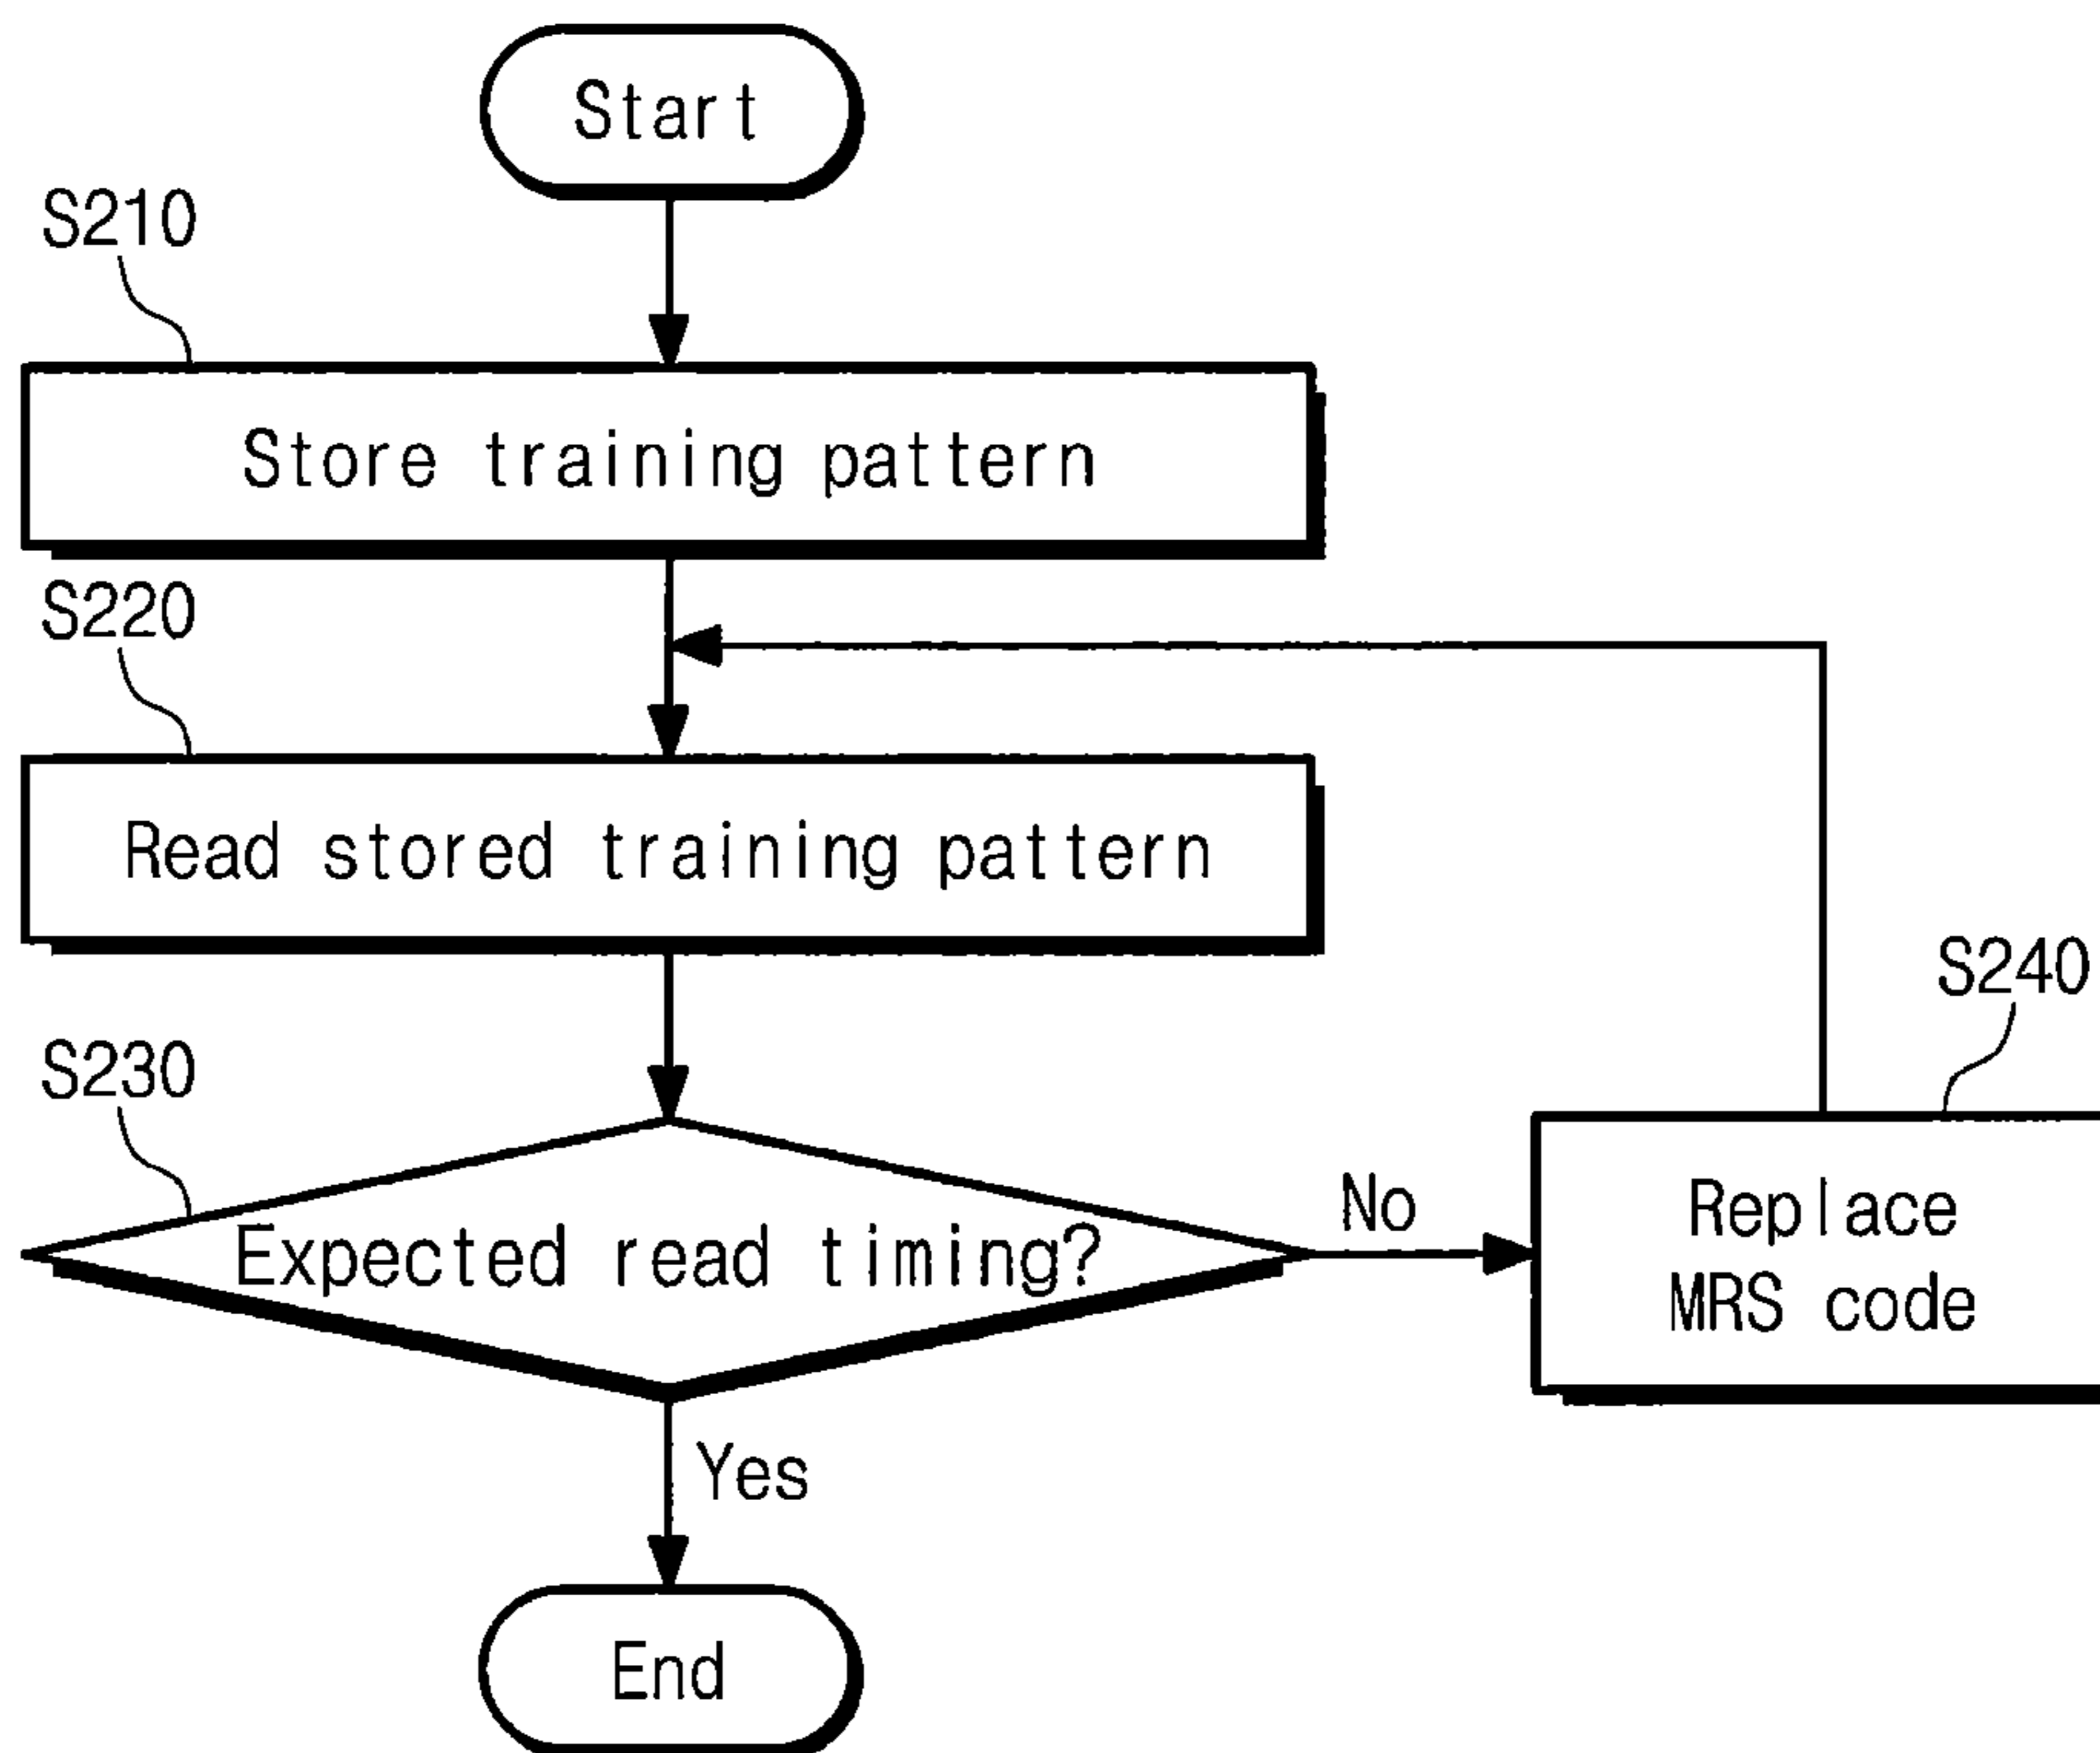 Start
S210
Store training pattern
S220
Read stored training pattern
S230
Expected read timing?
No
S240
Replace
MRS code
Yes
End